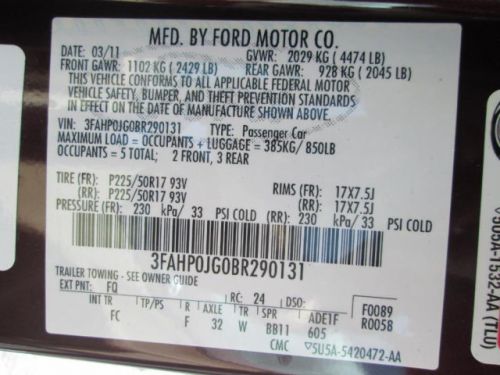 MFD. BY FORD MOTOR CO.
DATE: 03/11 GVWR: 2029 KG ( 4474 LB)
FRONT GAWR: 1102 KG ( 2429 LB) REAR GAWR: 928 KG ( 2045 LB)
THIS VEHICLE CONFORMS TO ALL APPLICABLE FEDERAL MOTOR
VEHICLE SAFETY, BUMPER, AND THEFT PREVENTION STANDARDS
IN EFFECT ON THE DATE OF MANUFACTURE SHOWN ABOVE.
VIN: 3FAHP0JG0BR290131 TYPE: Passenger Car
MAXIMUM LOAD = OCCUPANTS + LUGGAGE = 385KG/ 850LB
OCCUPANTS = 5 TOTAL; 2 FRONT, 3 REAR
TIRE (FR): P225/50R17 93V RIMS (FR): 17X7.5J
(RR): P225/50R17 93V (RR): 17X7.5J
PRESSURE (FR): 230 kPa/ 33 PSI COLD (RR): 230 kPa/ 33 PSI COLD
3FAHP0JG0BR290131
TRAILER TOWING - SEE OWNER GUIDE
EXT PNT: FQ RC: 24 DSO: F0089
INT TR TP/PS R AXLE TR SPR ADE1F R0058
FC F 32 W BB11 605
CMC 5U5A-5420472-AA
5U5A-1532-AA (TLU)